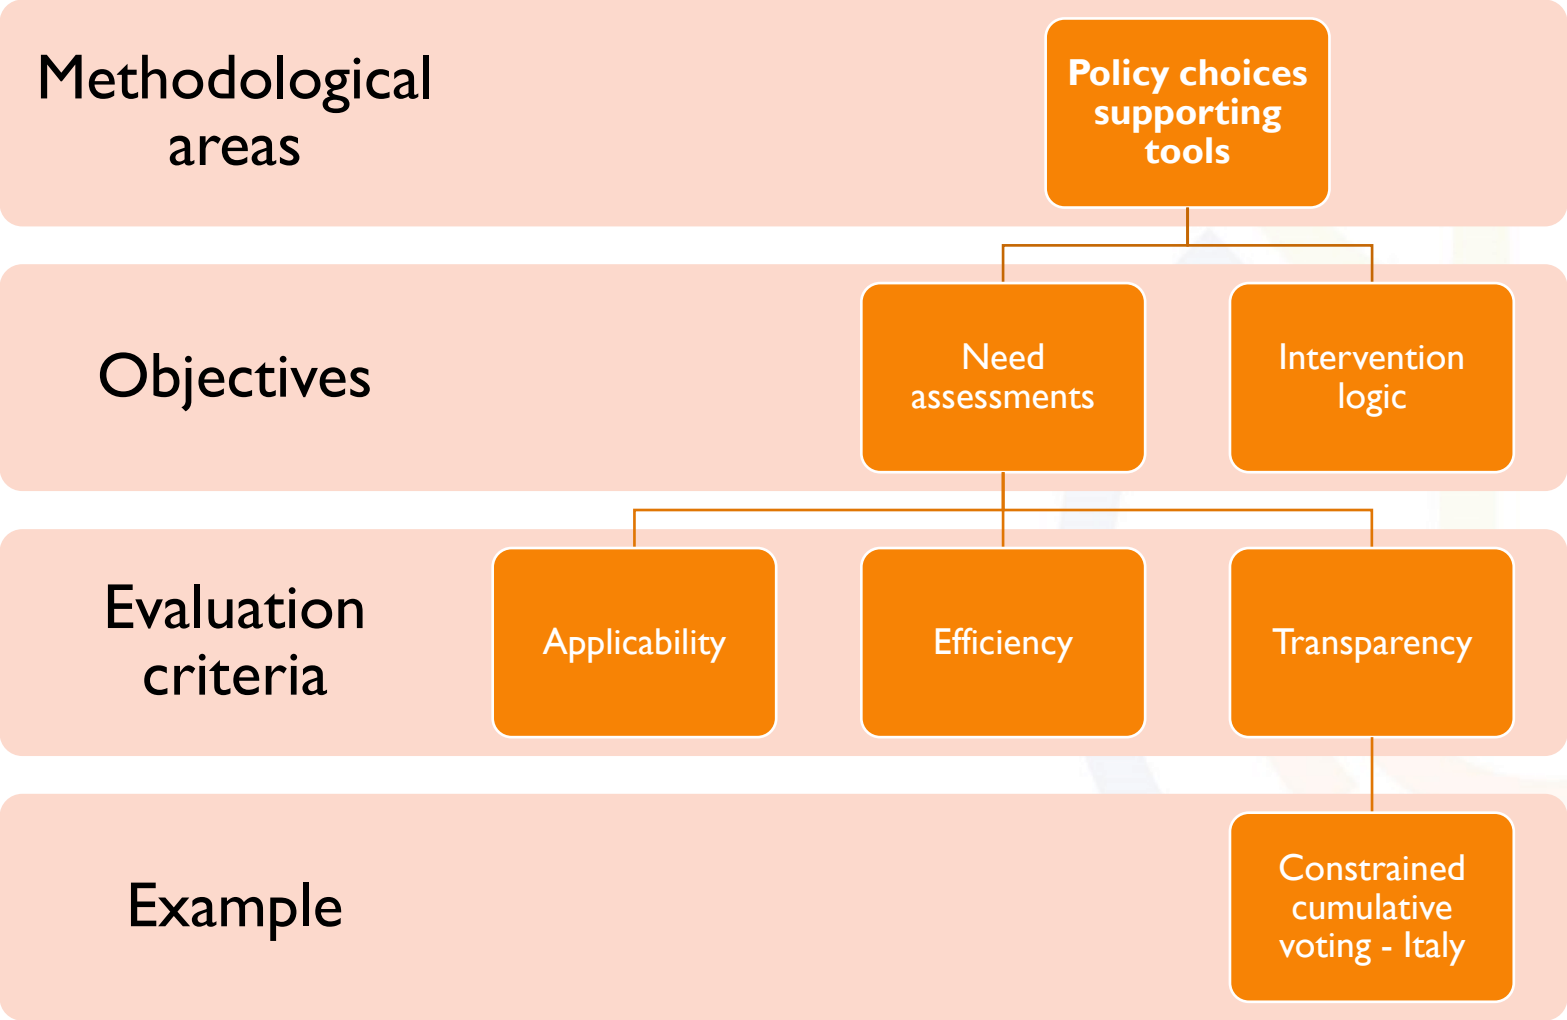 Methodological
areas
Policy choices
supporting
tools
Objectives
Need
assessments
Intervention
logic
Evaluation
criteria
Applicability
Efficiency
Transparency
Example
Constrained
cumulative
voting - Italy